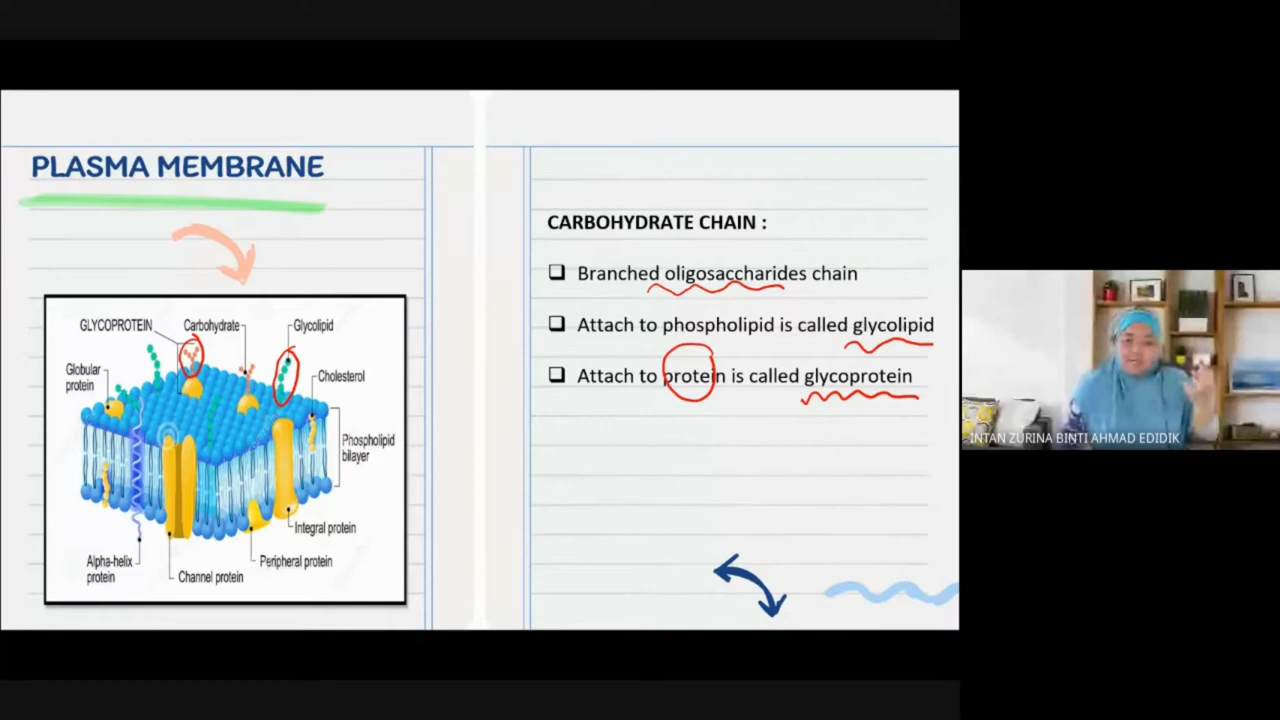 PLASMA MEMBRANE
GLYCOPROTEIN
Carbohydrate
Glycolipid
Globular
protein
Cholesterol
Phospholipid
bilayer
Integral protein
Peripheral protein
Alpha-helix
protein
Channel protein
CARBOHYDRATE CHAIN :
Branched oligosaccharides chain
Attach to phospholipid is called glycolipid
Attach to protein is called glycoprotein
INTAN ZURINA BINTI AHMAD EDIDIK